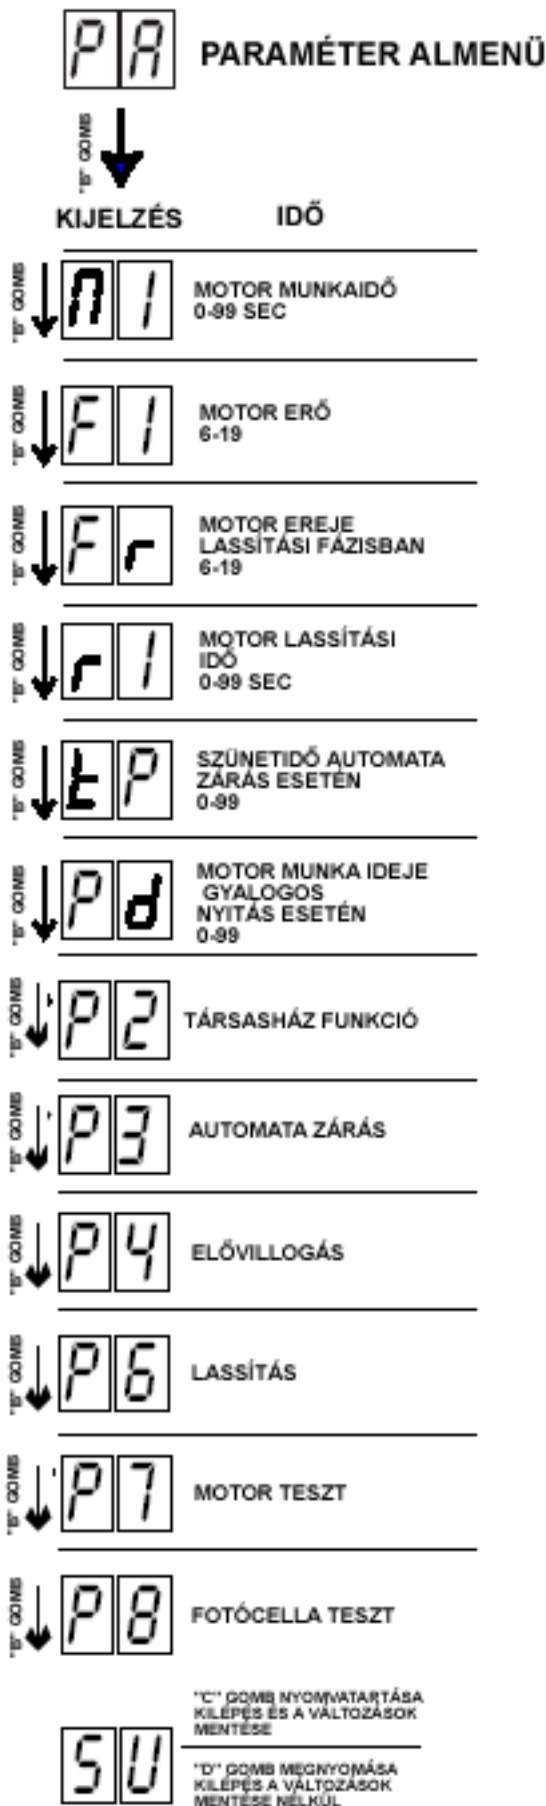 PA PARAMÉTER ALMENÜ
"B" GOMB
KIJELZÉS IDŐ
"B" GOMB
П1
MOTOR MUNKAIDŐ
0-99 SEC
"B" GOMB
F1
MOTOR ERŐ
6-19
"B" GOMB
Fr
MOTOR EREJE
LASSÍTÁSI FÁZISBAN
6-19
"B" GOMB
r1
MOTOR LASSÍTÁSI
IDŐ
0-99 SEC
"B" GOMB
tP
SZÜNETIDŐ AUTOMATA
ZÁRÁS ESETÉN
0-99
"B" GOMB
Pd
MOTOR MUNKA IDEJE
GYALOGOS
NYITÁS ESETÉN
0-99
"B" GOMB
P2
TÁRSASHÁZ FUNKCIÓ
"B" GOMB
P3
AUTOMATA ZÁRÁS
"B" GOMB
P4
ELŐVILLOGÁS
"B" GOMB
P6
LASSÍTÁS
"B" GOMB
P7
MOTOR TESZT
"B" GOMB
P8
FOTÓCELLA TESZT
SU
"C" GOMB NYOMVATARTÁSA
KILÉPÉS ÉS A VÁLTOZÁSOK
MENTÉSE
"D" GOMB MEGNYOMÁSA
KILÉPÉS A VÁLTOZÁSOK
MENTÉSE NÉLKÜL